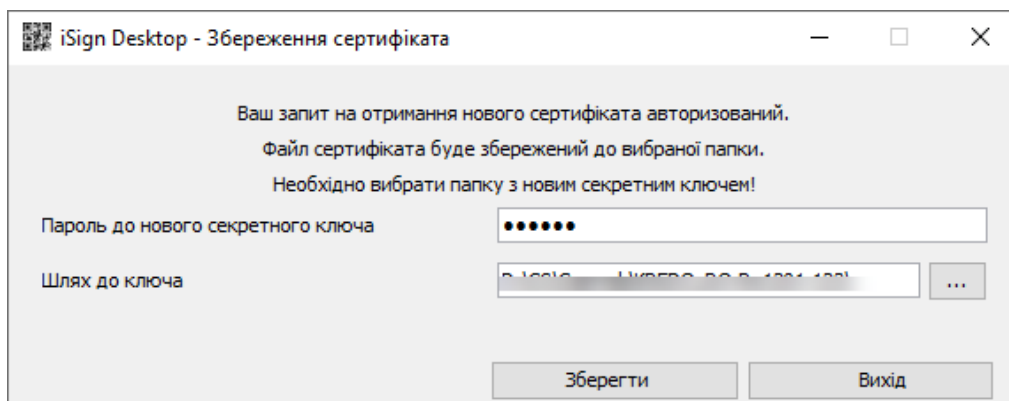 iSign Desktop - Збереження сертифіката
Ваш запит на отримання нового сертифіката авторизований.
Файл сертифіката буде збережений до вибраної папки.
Необхідно вибрати папку з новим секретним ключем!
Пароль до нового секретного ключа
••••••
Шлях до ключа
...
Зберегти
Вихід